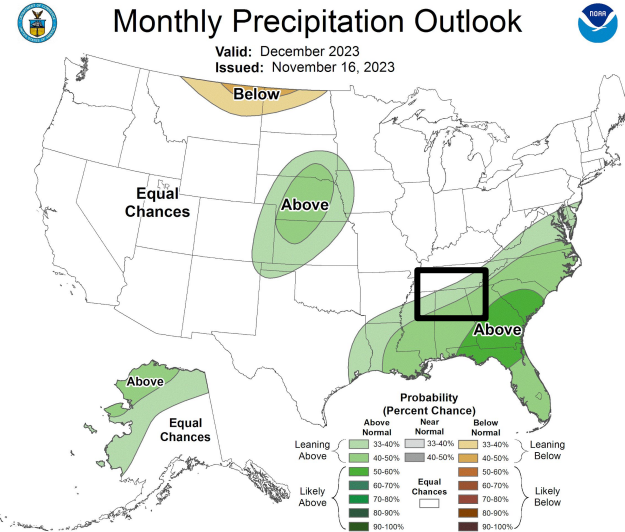 Monthly Precipitation Outlook
NOAA
Valid: December 2023
Issued: November 16, 2023
Below
Equal
Chances
Above
Above
Above
Equal
Chances
Probability
(Percent Chance)
Above
Normal
Near
Normal
Below
Normal
Leaning
Above
33-40%
33-40%
33-40%
Leaning
Below
40-50%
40-50%
40-50%
Likely
Above
50-60%
60-70%
70-80%
80-90%
90-100%
Equal
Chances
50-60%
60-70%
70-80%
80-90%
90-100%
Likely
Below